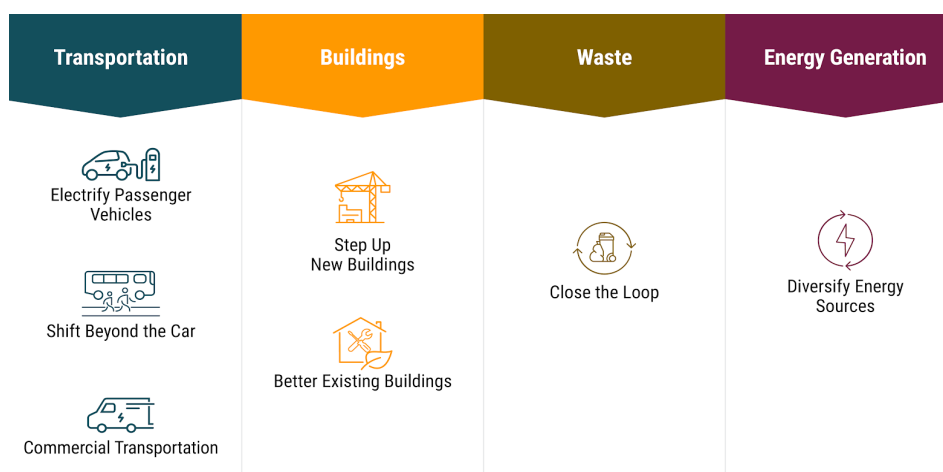 Transportation
Electrify Passenger
Vehicles
Shift Beyond the Car
Commercial Transportation
Buildings
Step Up
New Buildings
Better Existing Buildings
Waste
Close the Loop
Energy Generation
Diversify Energy
Sources